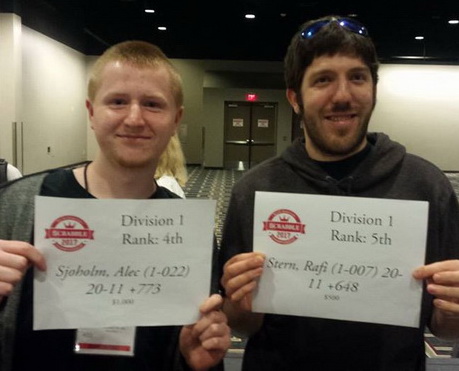 SCRABBLE
2017
Division 1
Rank: 4th
Sjoholm, Alec (1-022)
20-11 +773
$1,000
SCRABBLE
2017
Division 1
Rank: 5th
Stern, Rafi (1-007) 20-
11 +648
$500
EXIT